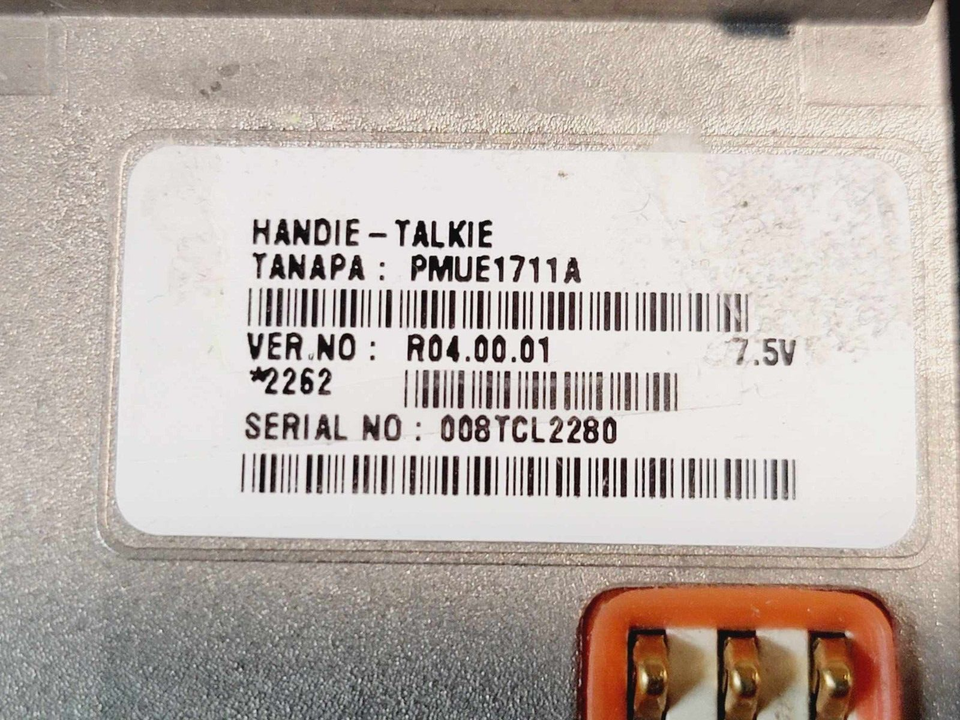 HANDIE-TALKIE
TANAPA: PMUE1711A
VER.NO: R04.00.01 7.5V
*2262
SERIAL NO: 008TCL2280